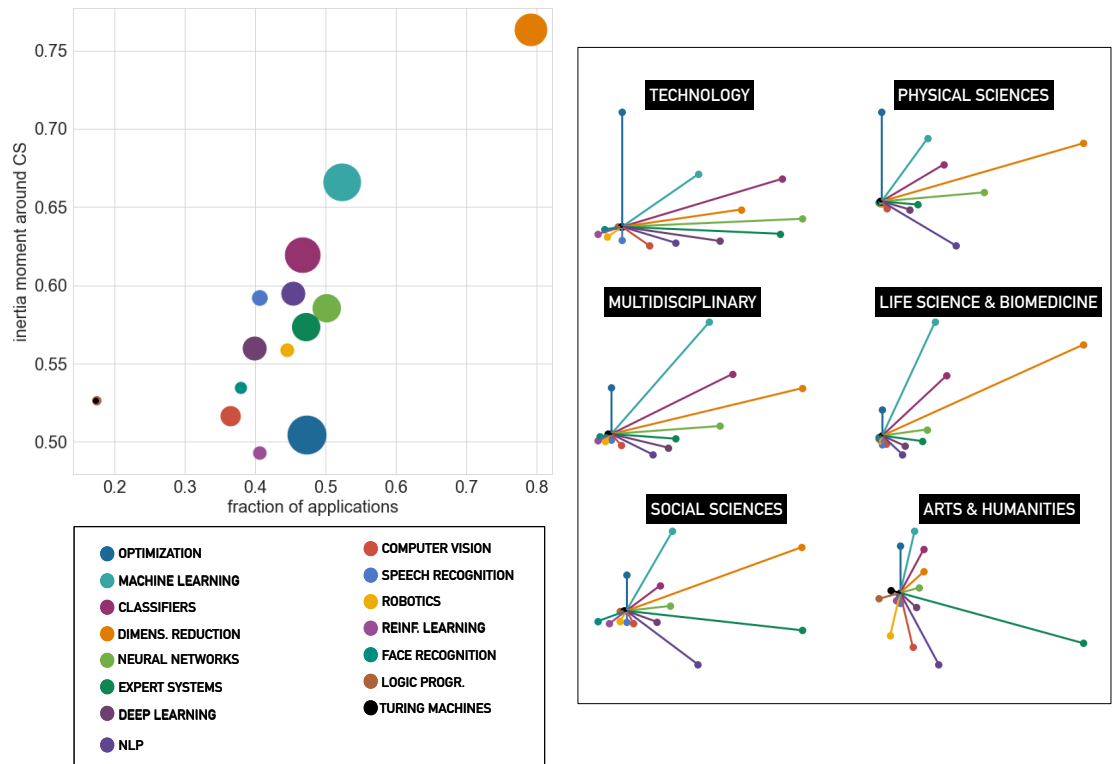 inertia moment around CS
0.75
0.70
0.65
0.60
0.55
0.50
0.2 0.3 0.4 0.5 0.6 0.7 0.8
fraction of applications
OPTIMIZATION
MACHINE LEARNING
CLASSIFIERS
DIMENS. REDUCTION
NEURAL NETWORKS
EXPERT SYSTEMS
DEEP LEARNING
NLP
COMPUTER VISION
SPEECH RECOGNITION
ROBOTICS
REINF. LEARNING
FACE RECOGNITION
LOGIC PROGR.
TURING MACHINES
TECHNOLOGY
PHYSICAL SCIENCES
MULTIDISCIPLINARY
LIFE SCIENCE & BIOMEDICINE
SOCIAL SCIENCES
ARTS & HUMANITIES